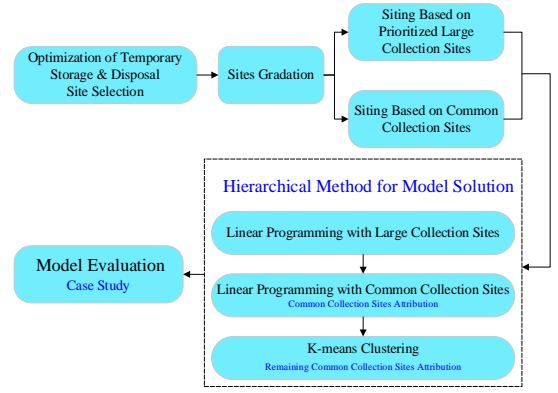 Optimization of Temporary
Storage & Disposal
Site Selection
Sites Gradation
Siting Based on
Prioritized Large
Collection Sites
Siting Based on Common
Collection Sites
Hierarchical Method for Model Solution
Linear Programming with Large Collection Sites
Linear Programming with Common Collection Sites
Common Collection Sites Attribution
K-means Clustering
Remaining Common Collection Sites Attribution
Model Evaluation
Case Study